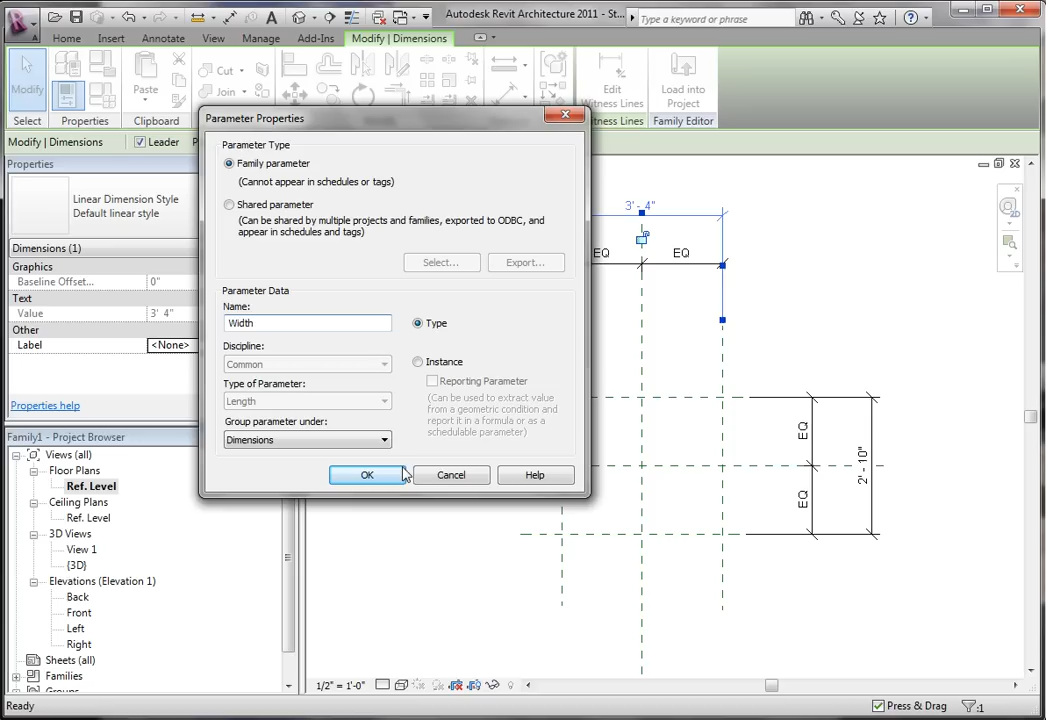 Autodesk Revit Architecture 2011 - St...
Type a keyword or phrase
Home Insert Annotate View Manage Add-Ins Modify | Dimensions
Modify
Paste
Cut
Join
Edit
Witness Lines
Load into
Project
Select Properties Clipboard Witness Lines Family Editor
Modify | Dimensions Leader
Properties
Linear Dimension Style
Default linear style
Dimensions (1)
Graphics
Baseline Offset... 0"
Text
Value 3' 4"
Other
Label <None>
Properties help
Family1 - Project Browser
Views (all)
Floor Plans
Ref. Level
Ceiling Plans
Ref. Level
3D Views
View 1
{3D}
Elevations (Elevation 1)
Back
Front
Left
Right
Sheets (all)
Families
Groups
Parameter Properties
Parameter Type
Family parameter
(Cannot appear in schedules or tags)
Shared parameter
(Can be shared by multiple projects and families, exported to ODBC, and
appear in schedules and tags)
Select... Export...
Parameter Data
Name:
Width
Type
Discipline:
Common
Instance
Type of Parameter:
Length
Reporting Parameter
(Can be used to extract value
from a geometric condition and
report it in a formula or as a
schedulable parameter)
Group parameter under:
Dimensions
OK Cancel Help
3' - 4"
EQ EQ
EQ
2' - 10"
EQ
2D
1/2" = 1'-0"
Ready
Press & Drag
:1